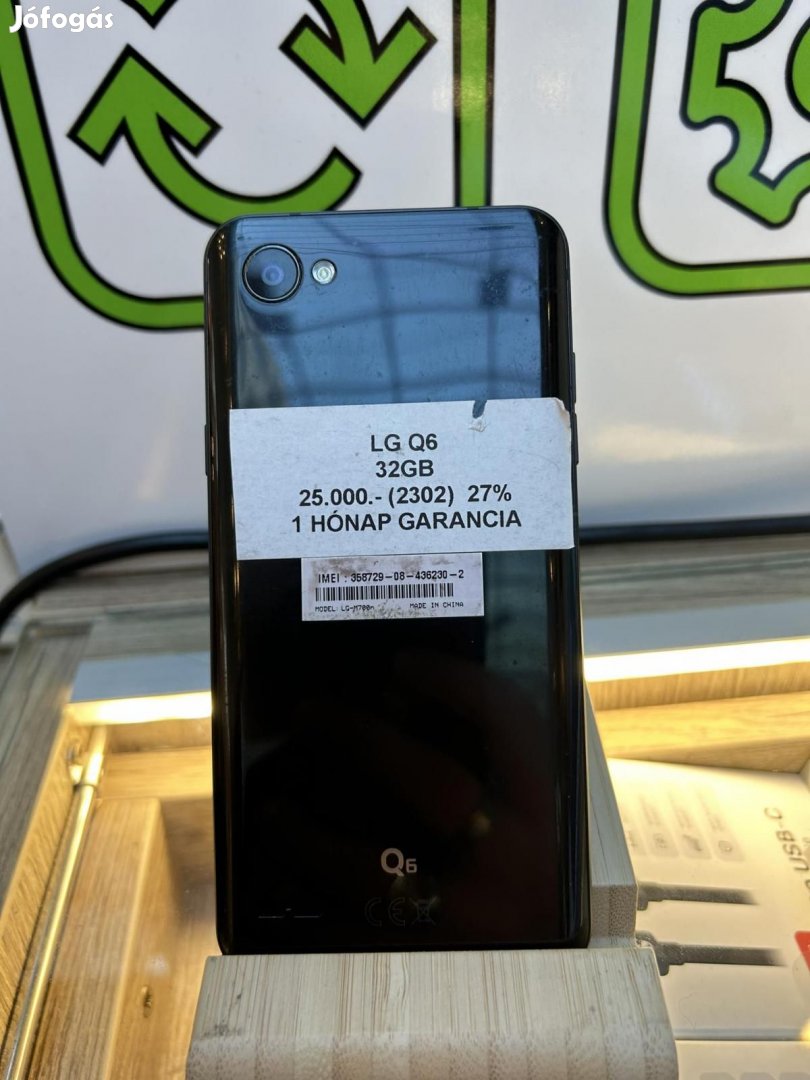 Jófogás
LG Q6
32GB
25.000.- (2302) 27%
1 HÓNAP GARANCIA
IMEI : 358729-08-436230-2
MODEL: LG-M700n MADE IN CHINA
Q6
CE
USB-C